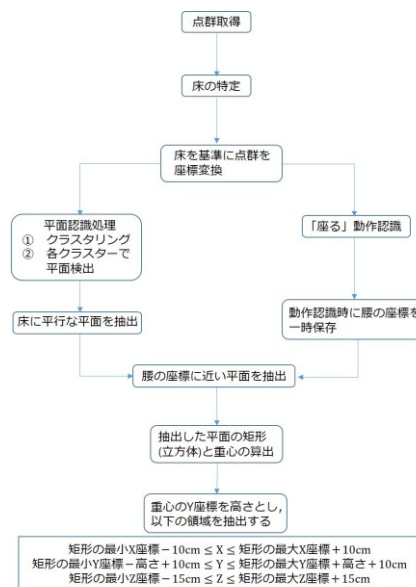 点群取得
床の特定
床を基準に点群を
座標変換
平面認識処理
① クラスタリング
② 各クラスターで
平面検出
「座る」動作認識
床に平行な平面を抽出
動作認識時に腰の座標を
一時保存
腰の座標に近い平面を抽出
抽出した平面の矩形
(立方体)と重心の算出
重心のY座標を高さとし,
以下の領域を抽出する
矩形の最小X座標－10cm ≤ X ≤ 矩形の最大X座標＋10cm
矩形の最小Y座標－高さ＋10cm ≤ Y ≤ 矩形の最大Y座標＋高さ＋10cm
矩形の最小Z座標－15cm ≤ Z ≤ 矩形の最大Z座標＋15cm